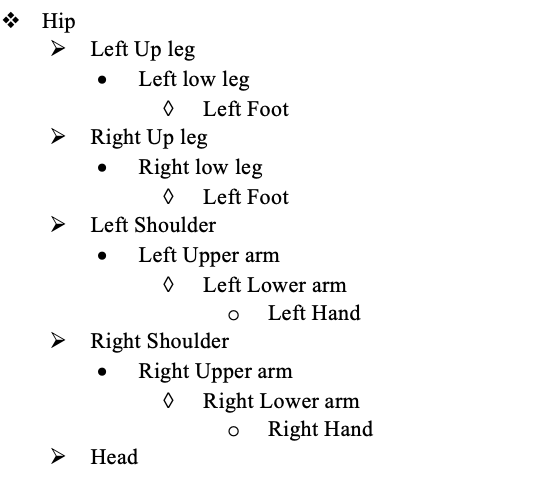 ❖ Hip
➢ Left Up leg
• Left low leg
◊ Left Foot
➢ Right Up leg
• Right low leg
◊ Left Foot
➢ Left Shoulder
• Left Upper arm
◊ Left Lower arm
○ Left Hand
➢ Right Shoulder
• Right Upper arm
◊ Right Lower arm
○ Right Hand
➢ Head